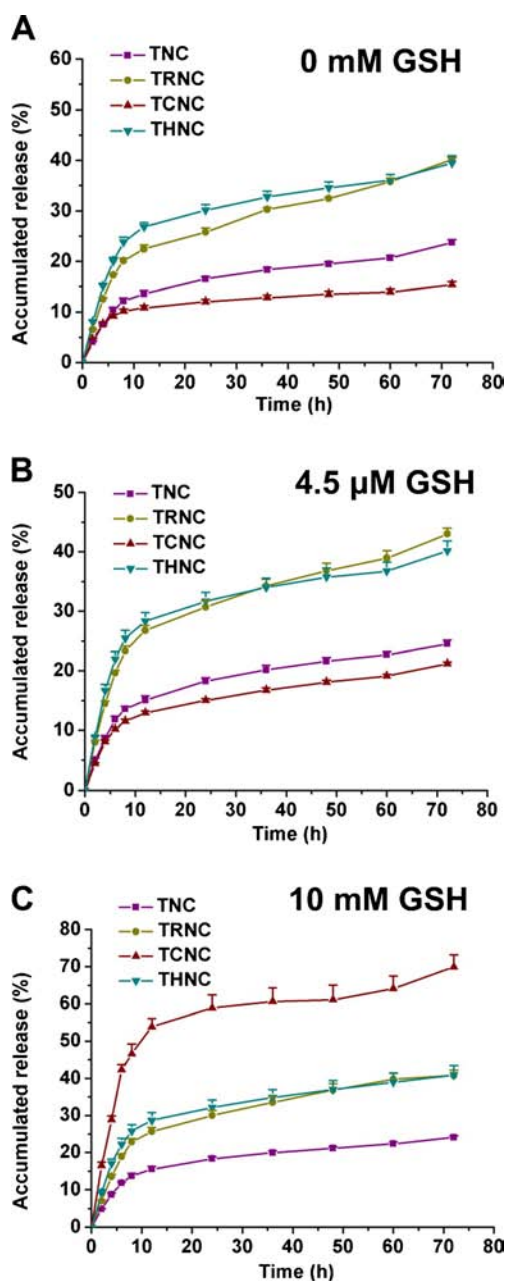 A
0 mM GSH
TNC
TRNC
TCNC
THNC
Accumulated release (%)
60
50
40
30
20
10
0
0 10 20 30 40 50 60 70 80
Time (h)
B
4.5 µM GSH
TNC
TRNC
TCNC
THNC
Accumulated release (%)
50
40
30
20
10
0
0 10 20 30 40 50 60 70 80
Time (h)
C
10 mM GSH
TNC
TRNC
TCNC
THNC
Accumulated release (%)
80
70
60
50
40
30
20
10
0
0 10 20 30 40 50 60 70 80
Time (h)